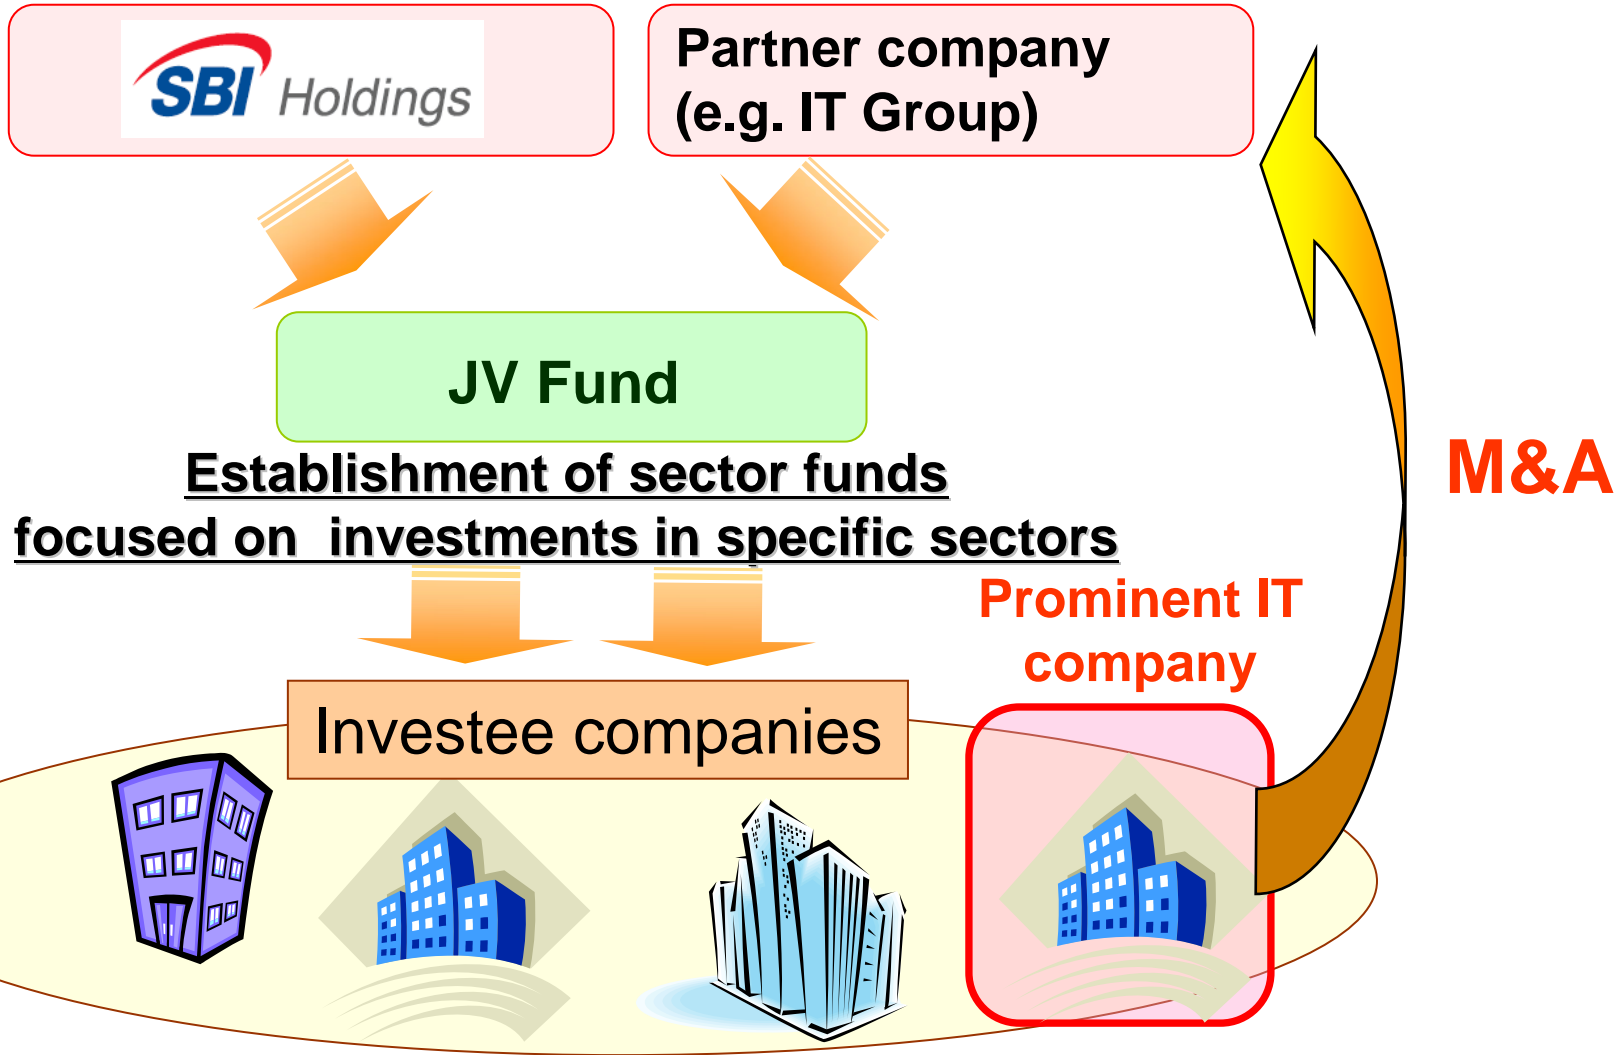 SBI Holdings
Partner company
(e.g. IT Group)
JV Fund
Establishment of sector funds
focused on investments in specific sectors
M&A
Prominent IT
company
Investee companies